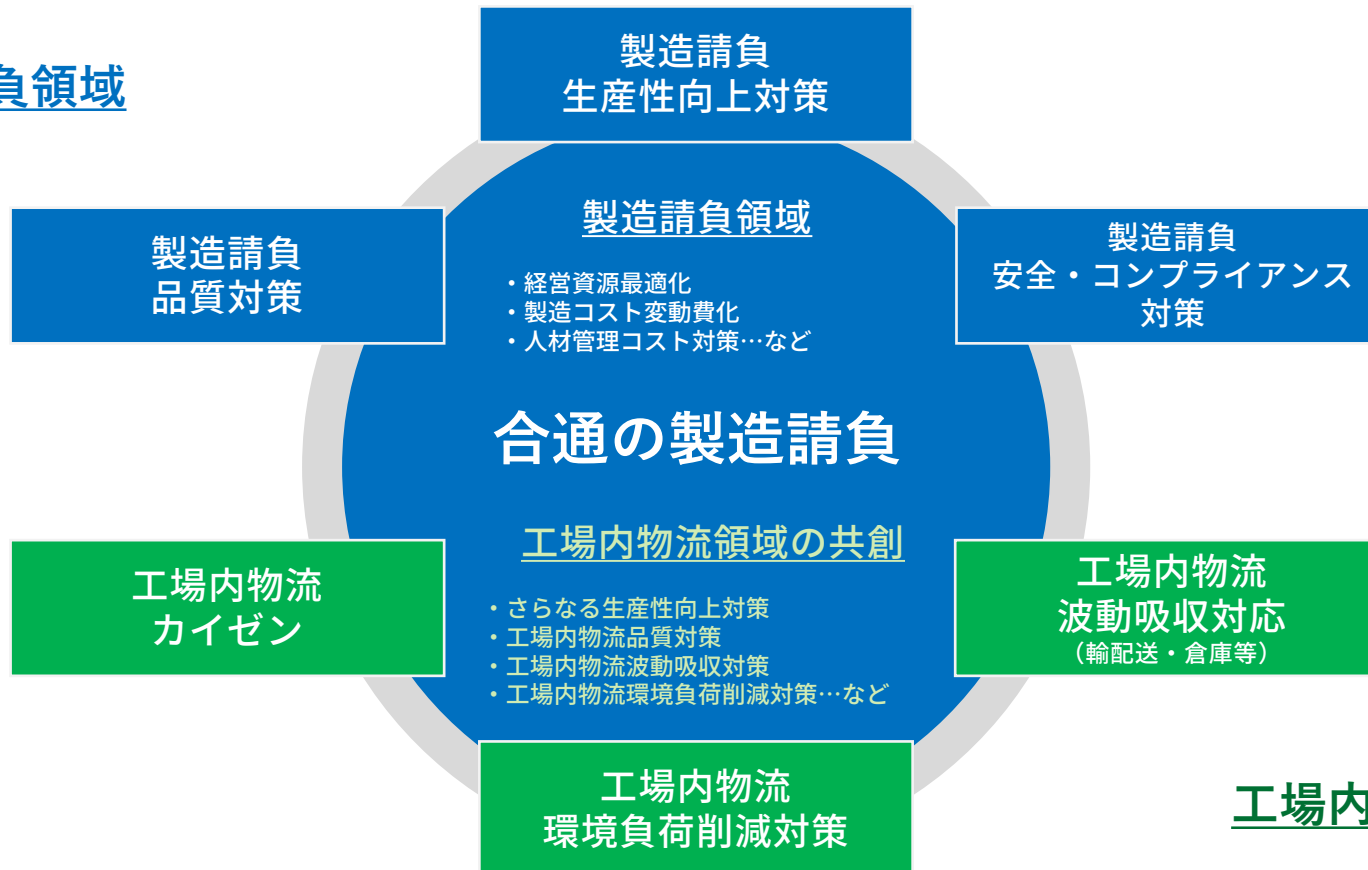 負領域
製造請負
生産性向上対策
製造請負
品質対策
製造請負領域
・経営資源最適化
・製造コスト変動費化
・人材管理コスト対策…など
製造請負
安全・コンプライアンス
対策
合通の製造請負
工場内物流領域の共創
・さらなる生産性向上対策
・工場内物流品質対策
・工場内物流波動吸収対策
・工場内物流環境負荷削減対策…など
工場内物流
カイゼン
工場内物流
波動吸収対応
（輸配送・倉庫等）
工場内物流
環境負荷削減対策
工場内